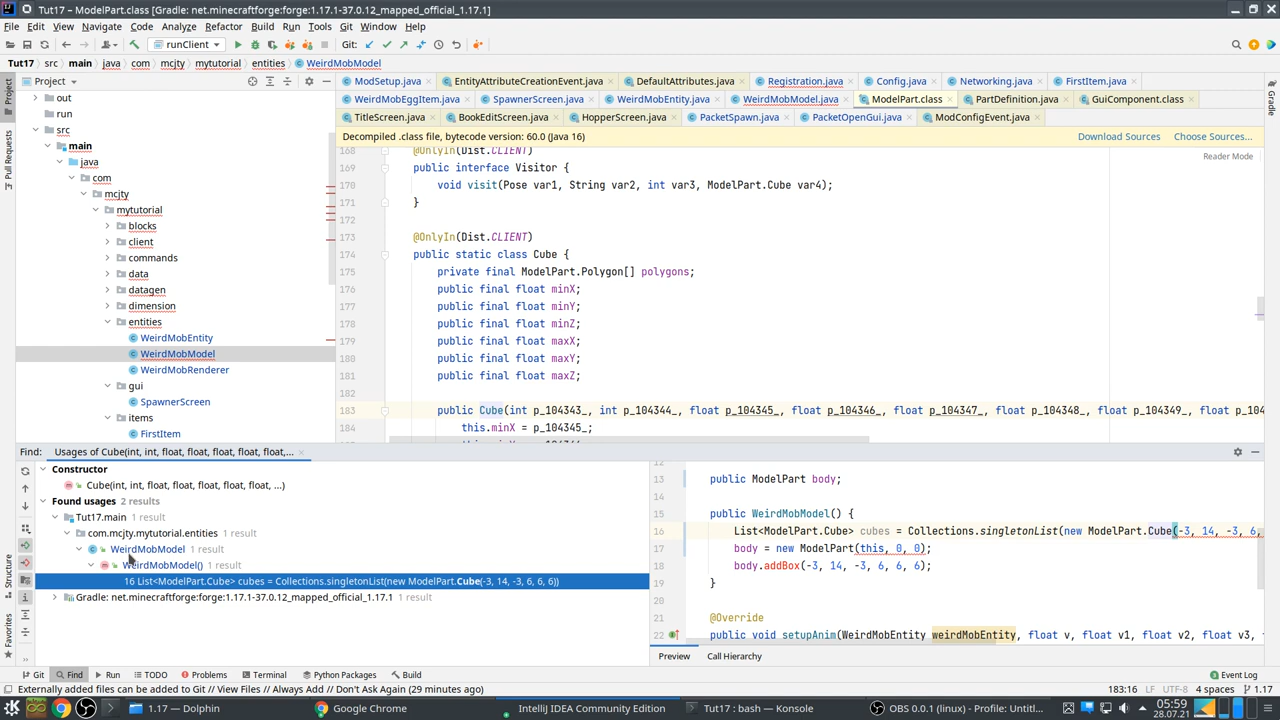 Tut17 – ModelPart.class [Gradle: net.minecraftforge:forge:1.17.1-37.0.12_mapped_official_1.17.1]
File Edit View Navigate Code Analyze Refactor Build Run Tools Git Window Help
runClient Git:
Tut17 src main java com mcjty mytutorial entities WeirdMobModel
Project
ModSetup.java EntityAttributeCreationEvent.java DefaultAttributes.java Registration.java Config.java Networking.java FirstItem.java
WeirdMobEggItem.java SpawnerScreen.java WeirdMobEntity.java WeirdMobModel.java ModelPart.class PartDefinition.java GuiComponent.class
TitleScreen.java BookEditScreen.java HopperScreen.java PacketSpawn.java PacketOpenGui.java ModConfigEvent.java
Decompiled .class file, bytecode version: 60.0 (Java 16) Download Sources Choose Sources...
Reader Mode
Project
Pull Requests
Structure
Favorites
Gradle
out
run
src
main
java
com
mcjty
mytutorial
blocks
client
commands
data
datagen
dimension
entities
WeirdMobEntity
WeirdMobModel
WeirdMobRenderer
gui
SpawnerScreen
items
FirstItem
168 @OnlyIn(Dist.CLIENT)
169 public interface Visitor {
170 void visit(Pose var1, String var2, int var3, ModelPart.Cube var4);
171 }
172
173 @OnlyIn(Dist.CLIENT)
174 public static class Cube {
175 private final ModelPart.Polygon[] polygons;
176 public final float minX;
177 public final float minY;
178 public final float minZ;
179 public final float maxX;
180 public final float maxY;
181 public final float maxZ;
182
183 public Cube(int p_104343_, int p_104344_, float p_104345_, float p_104346_, float p_104347_, float p_104348_, float p_104349_, float p_104
184 this.minX = p_104345_;
Find: Usages of Cube(int, int, float, float, float, float, float,...
Constructor
Cube(int, int, float, float, float, float, float, float, ...)
Found usages 2 results
Tut17.main 1 result
com.mcjty.mytutorial.entities 1 result
WeirdMobModel 1 result
WeirdMobModel() 1 result
16 List<ModelPart.Cube> cubes = Collections.singletonList(new ModelPart.Cube(-3, 14, -3, 6, 6, 6))
Gradle: net.minecraftforge:forge:1.17.1-37.0.12_mapped_official_1.17.1 1 result
12
13 public ModelPart body;
14
15 public WeirdMobModel() {
16 List<ModelPart.Cube> cubes = Collections.singletonList(new ModelPart.Cube(-3, 14, -3, 6,
17 body = new ModelPart(this, 0, 0);
18 body.addBox(-3, 14, -3, 6, 6, 6);
19 }
20
21 @Override
22 public void setupAnim(WeirdMobEntity weirdMobEntity, float v, float v1, float v2, float v3,
Preview Call Hierarchy
Git Find Run TODO Problems Terminal Python Packages Build Event Log
Externally added files can be added to Git // View Files // Always Add // Don't Ask Again (29 minutes ago) 183:16 LF UTF-8 4 spaces 1.17
1.17 — Dolphin Google Chrome Intellij IDEA Community Edition Tut17 : bash — Konsole OBS 0.0.1 (linux) - Profile: Untitl... 05:59
28.07.21